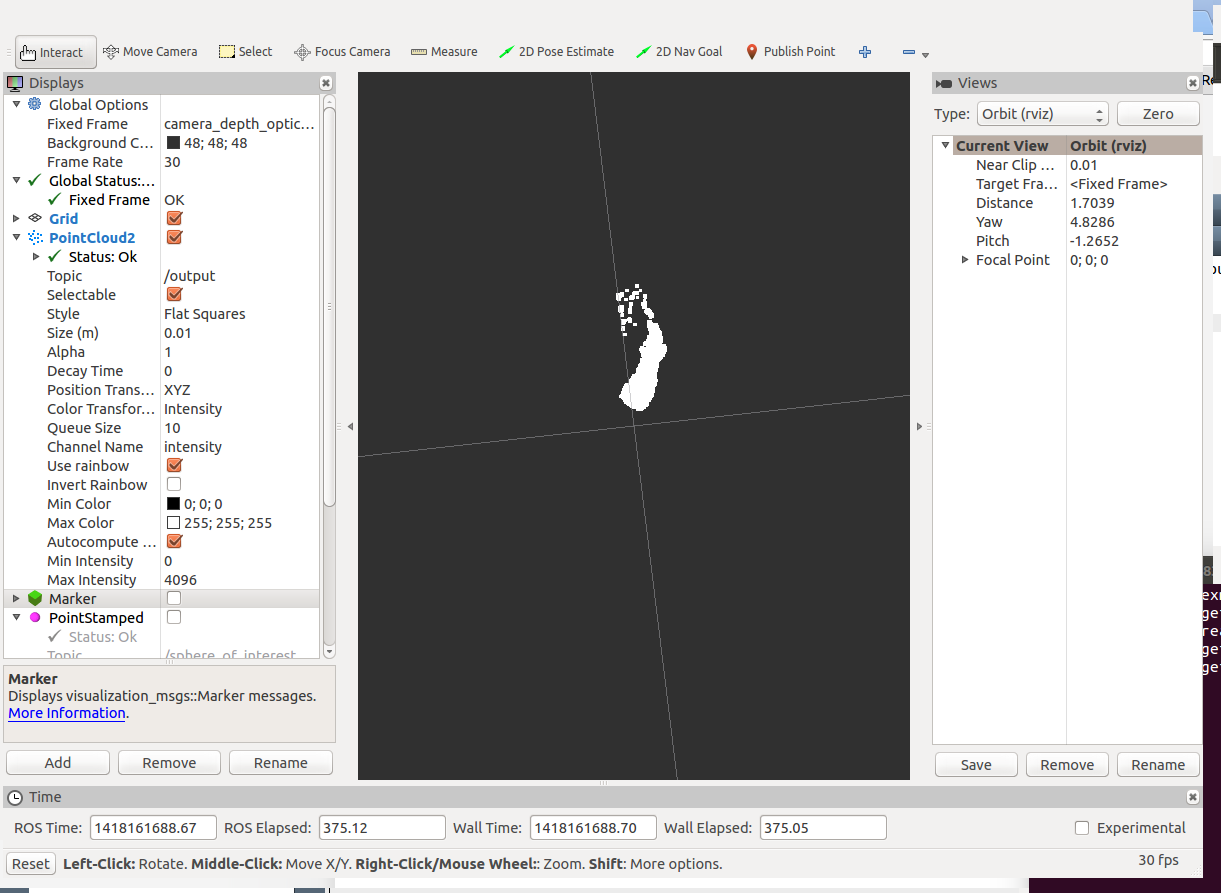 Interact Move Camera Select Focus Camera Measure 2D Pose Estimate 2D Nav Goal Publish Point
Displays
Global Options
Fixed Frame camera_depth_optic...
Background C... 48; 48; 48
Frame Rate 30
Global Status:...
Fixed Frame OK
Grid
PointCloud2
Status: Ok
Topic /output
Selectable
Style Flat Squares
Size (m) 0.01
Alpha 1
Decay Time 0
Position Trans... XYZ
Color Transfor... Intensity
Queue Size 10
Channel Name intensity
Use rainbow
Invert Rainbow
Min Color 0; 0; 0
Max Color 255; 255; 255
Autocompute ...
Min Intensity 0
Max Intensity 4096
Marker
PointStamped
Status: Ok
Topic /sphere_of_interest
Marker
Displays visualization_msgs::Marker messages.
More Information.
Add Remove Rename
Views
Type: Orbit (rviz) Zero
Current View Orbit (rviz)
Near Clip ... 0.01
Target Fra... <Fixed Frame>
Distance 1.7039
Yaw 4.8286
Pitch -1.2652
Focal Point 0; 0; 0
Save Remove Rename
Time
ROS Time: 1418161688.67 ROS Elapsed: 375.12 Wall Time: 1418161688.70 Wall Elapsed: 375.05 Experimental
Reset Left-Click: Rotate. Middle-Click: Move X/Y. Right-Click/Mouse Wheel:: Zoom. Shift: More options. 30 fps